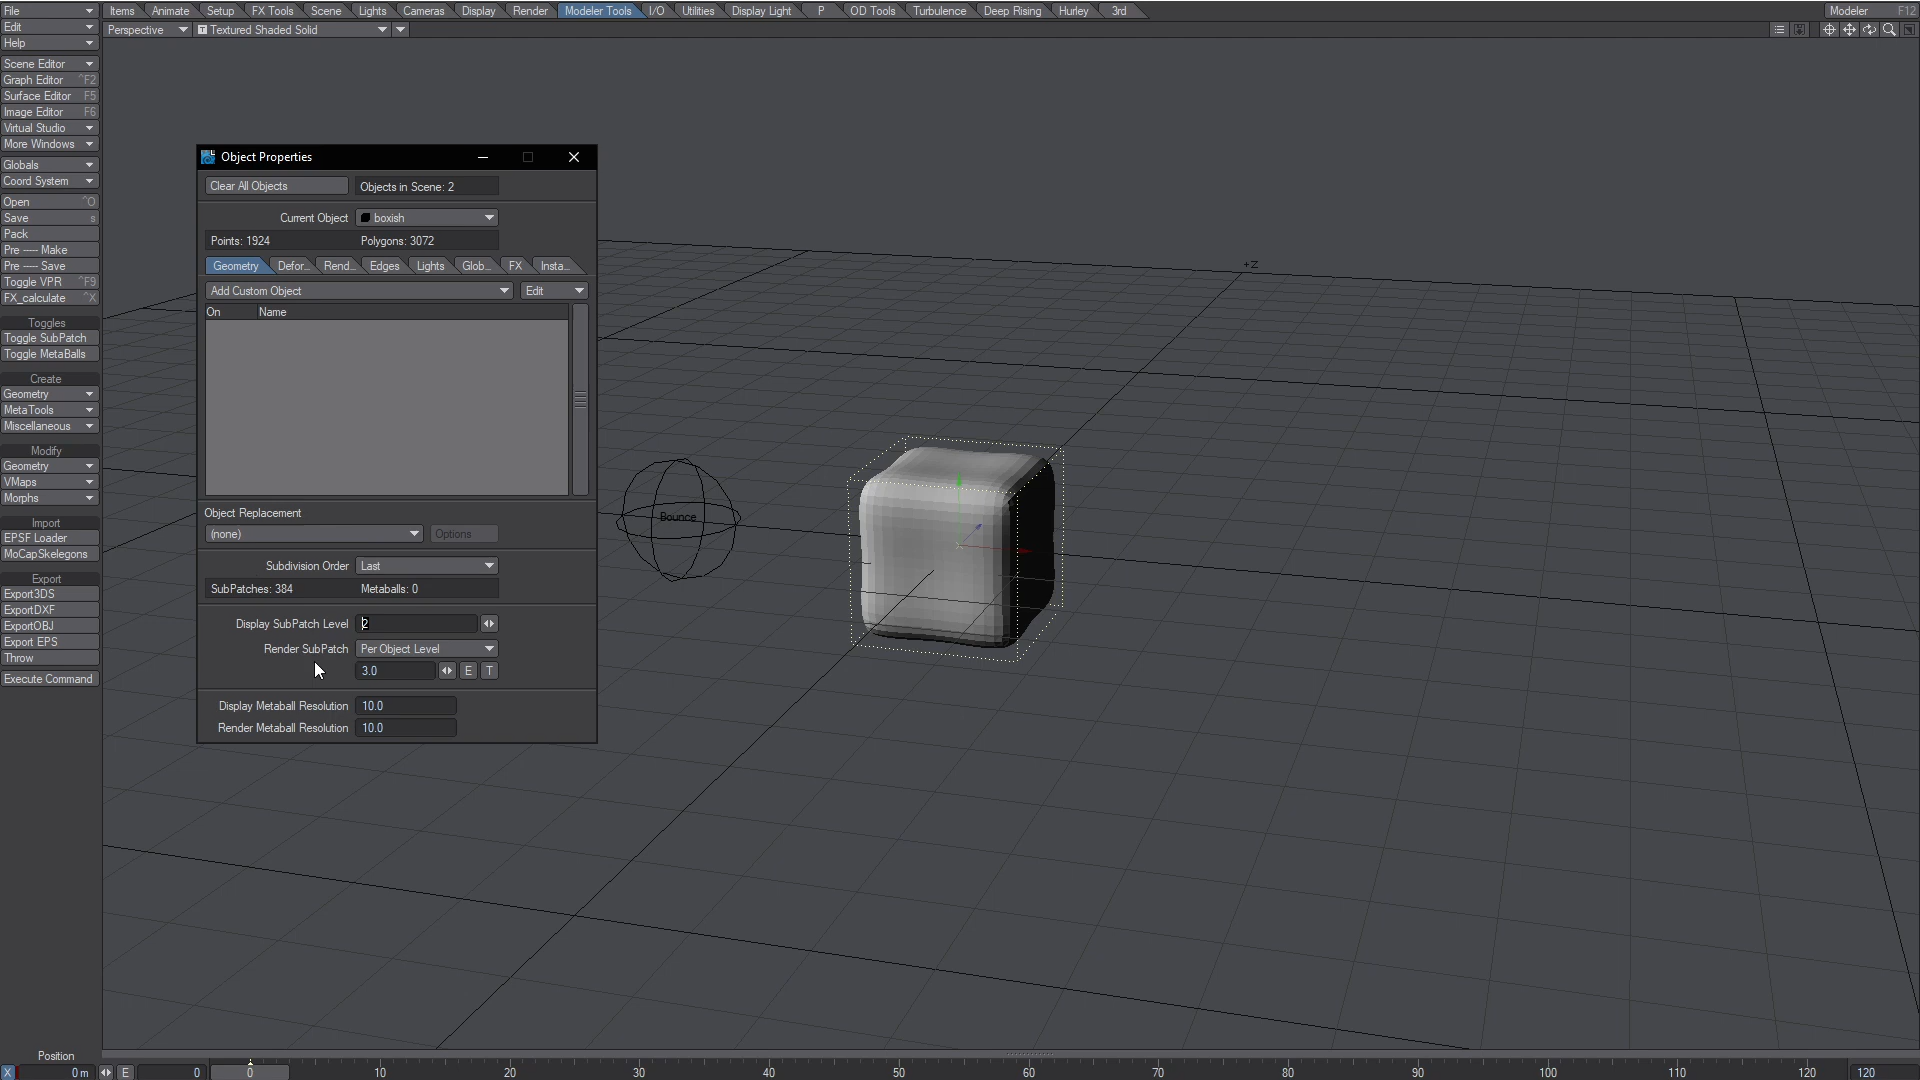 File Items Animate Setup FX Tools Scene Lights Cameras Display Render Modeler Tools I/O Utilities Display Light P OD Tools Turbulence Deep Rising Hurley 3rd Modeler F12
Edit Perspective T Textured Shaded Solid
Help
Scene Editor
Graph Editor ^F2
Surface Editor F5
Image Editor F6
Virtual Studio
More Windows
Globals
Coord System
Open ^O
Save s
Pack
Pre ---- Make
Pre ---- Save
Toggle VPR ^F9
FX_calculate ^X
Toggles
Toggle SubPatch
Toggle MetaBalls
Create
Geometry
MetaTools
Miscellaneous
Modify
Geometry
VMaps
Morphs
Import
EPSF Loader
MoCapSkelegons
Export
Export3DS
ExportDXF
ExportOBJ
Export EPS
Throw
Execute Command
Object Properties
Clear All Objects Objects in Scene: 2
Current Object boxish
Points: 1924 Polygons: 3072
Geometry Defor... Rend... Edges Lights Glob... FX Insta...
Add Custom Object Edit
On Name
Object Replacement
(none) Options
Subdivision Order Last
SubPatches: 384 Metaballs: 0
Display SubPatch Level 2
Render SubPatch Per Object Level
3.0 E T
Display Metaball Resolution 10.0
Render Metaball Resolution 10.0
+Z
Bounce
Position
X 0 m E 0 0 10 20 30 40 50 60 70 80 90 100 110 120 120